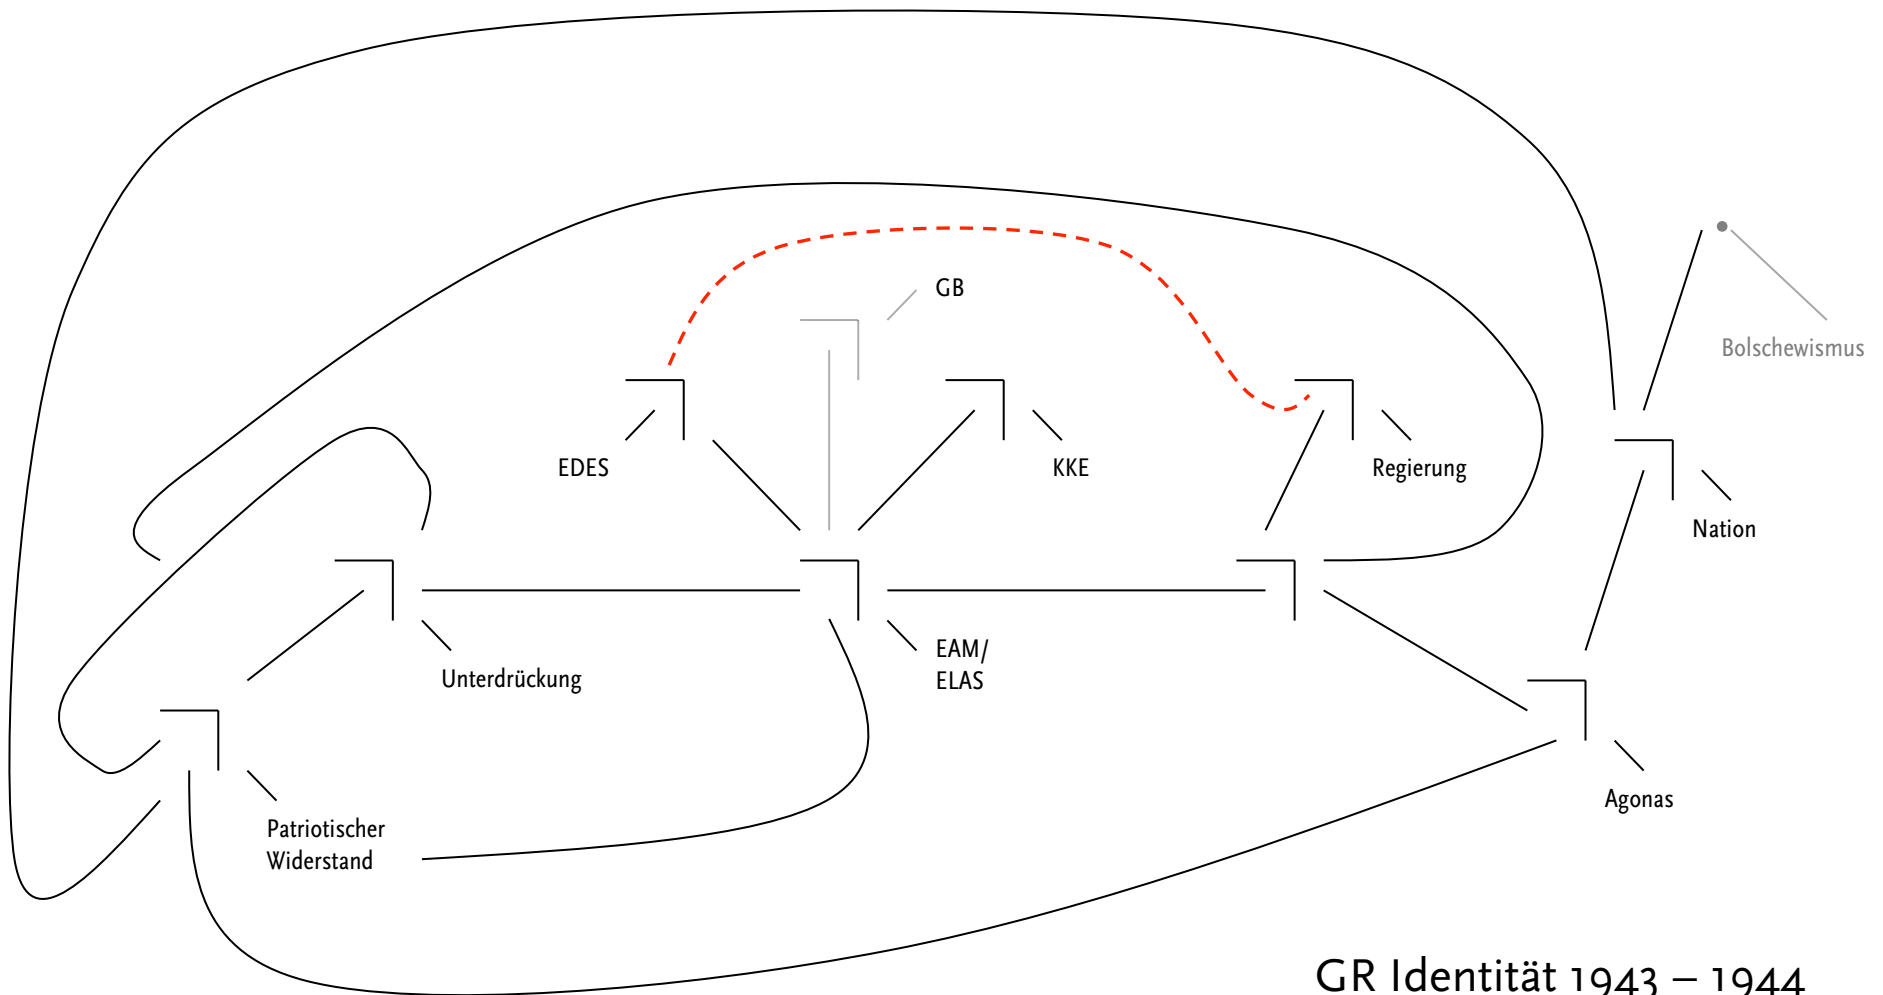 GB
Bolschewismus
EDES
KKE
Regierung
Nation
EAM/
ELAS
Unterdrückung
Agonas
Patriotischer
Widerstand
GR Identität 1943 – 1944